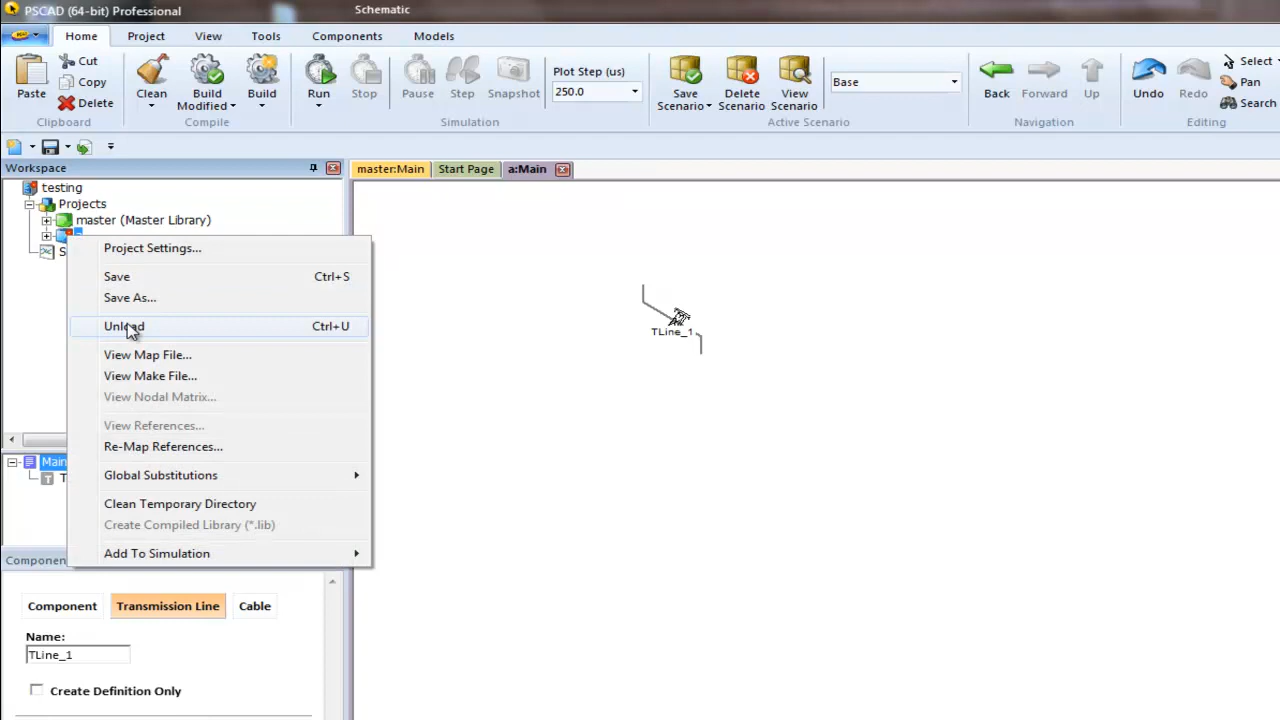 PSCAD (64-bit) Professional
Schematic
Home Project View Tools Components Models
Paste
Cut
Copy
Delete
Clipboard
Clean
Build Modified
Build
Compile
Run
Stop
Pause
Step
Snapshot
Plot Step (us)
250.0
Simulation
Save Scenario
Delete Scenario
View Scenario
Base
Active Scenario
Back
Forward
Up
Navigation
Undo
Redo
Select
Pan
Search
Editing
Workspace
master:Main Start Page a:Main
testing
Projects
master (Master Library)
Project Settings...
Save Ctrl+S
Save As...
Unload Ctrl+U
View Map File...
View Make File...
View Nodal Matrix...
View References...
Re-Map References...
Global Substitutions
Clean Temporary Directory
Create Compiled Library (*.lib)
Add To Simulation
Main
TLine_1
Component Transmission Line Cable
Name:
TLine_1
Create Definition Only